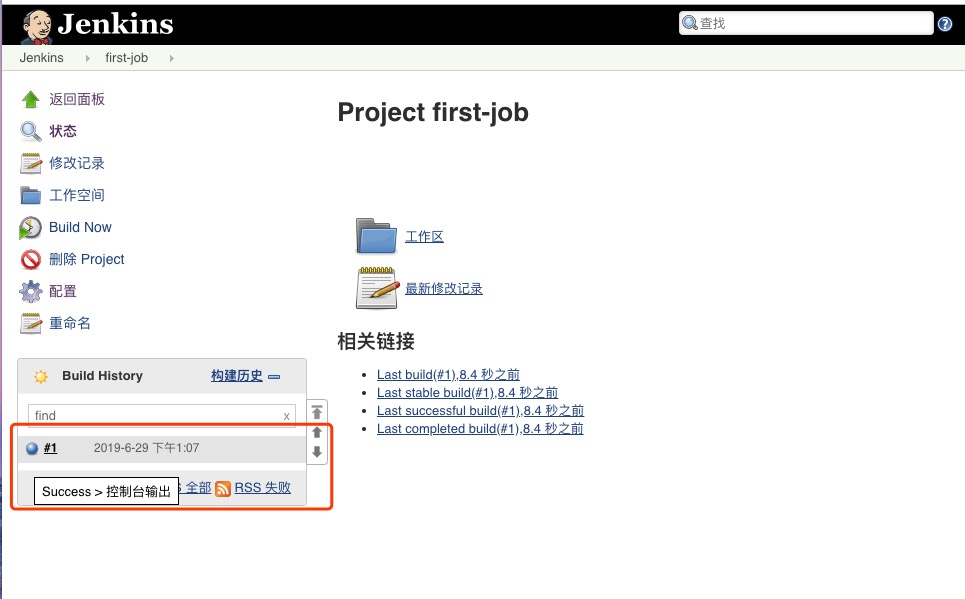 Jenkins
查找
Jenkins
first-job
返回面板
状态
修改记录
工作空间
Build Now
删除 Project
配置
重命名
Project first-job
工作区
最新修改记录
相关链接
Last build(#1),8.4 秒之前
Last stable build(#1),8.4 秒之前
Last successful build(#1),8.4 秒之前
Last completed build(#1),8.4 秒之前
Build History 构建历史
find x
#1 2019-6-29 下午1:07
S 全部 RSS 失败
Success > 控制台输出